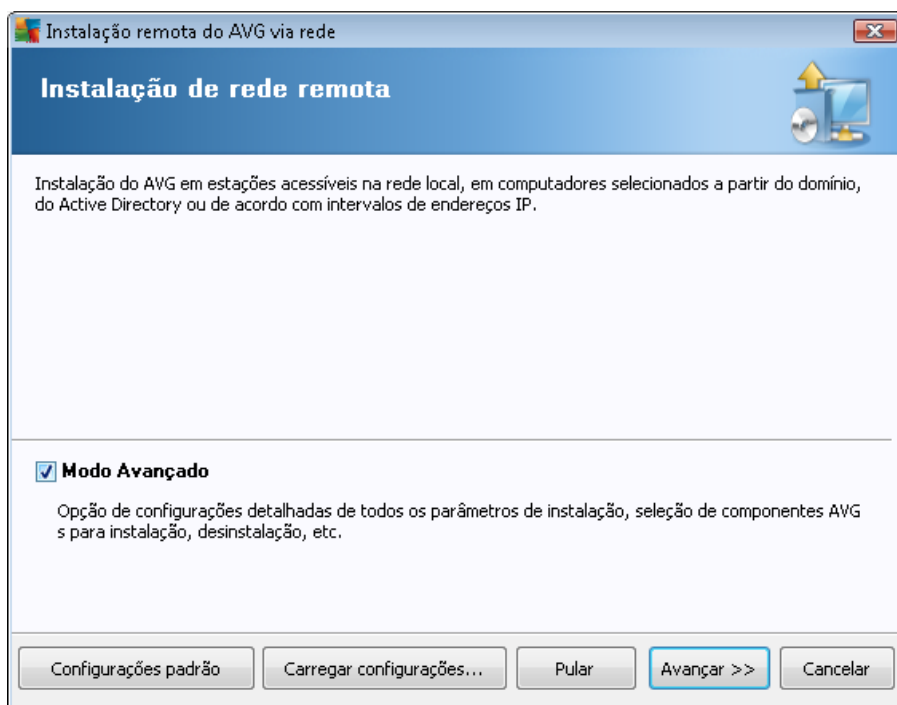 Instalação remota do AVG via rede
Instalação de rede remota
Instalação do AVG em estações acessíveis na rede local, em computadores selecionados a partir do domínio,
do Active Directory ou de acordo com intervalos de endereços IP.
Modo Avançado
Opção de configurações detalhadas de todos os parâmetros de instalação, seleção de componentes AVG
s para instalação, desinstalação, etc.
Configurações padrão Carregar configurações... Pular Avançar >> Cancelar